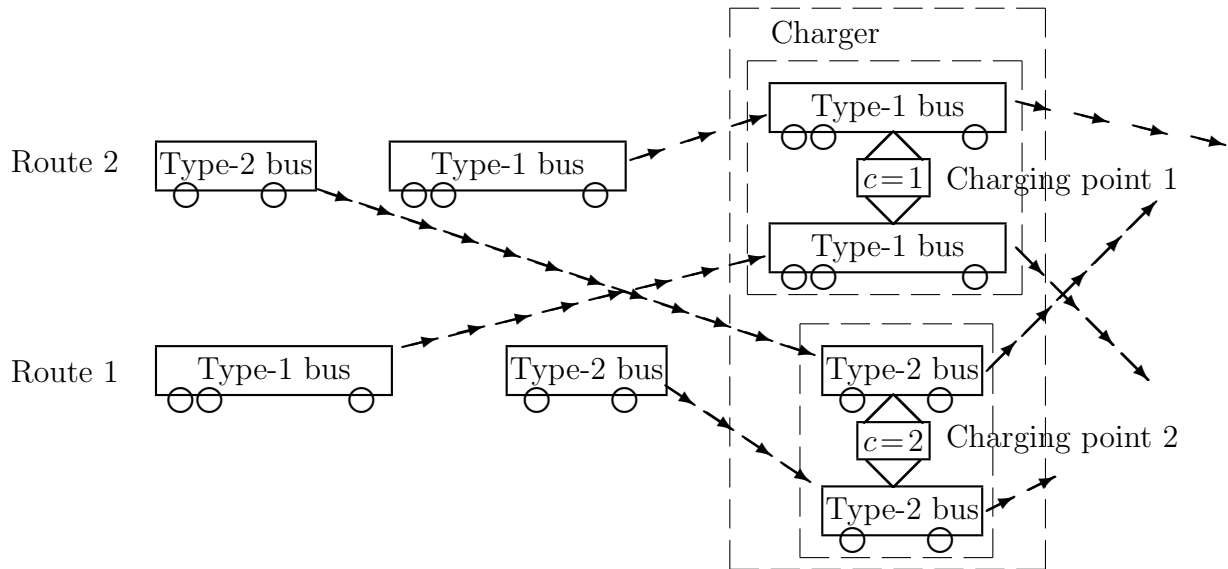 Charger
Type-1 bus
Route 2
Type-2 bus
Type-1 bus
c=1
Charging point 1
Type-1 bus
Route 1
Type-1 bus
Type-2 bus
Type-2 bus
c=2
Charging point 2
Type-2 bus